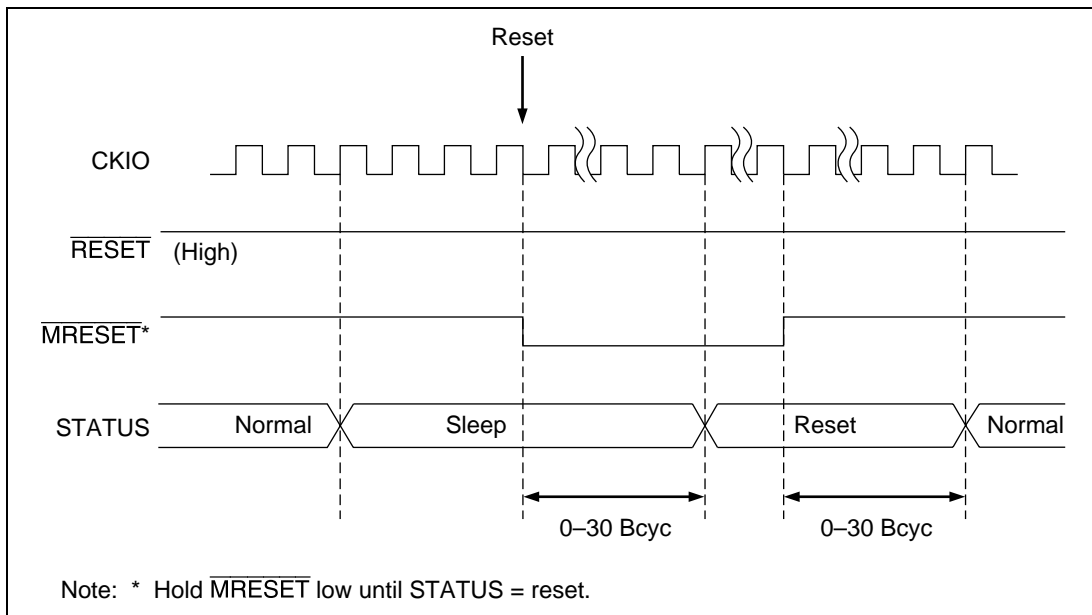 Reset
CKIO
RESET (High)
MRESET*
STATUS Normal Sleep Reset Normal
0–30 Bcyc 0–30 Bcyc
Note: * Hold MRESET low until STATUS = reset.